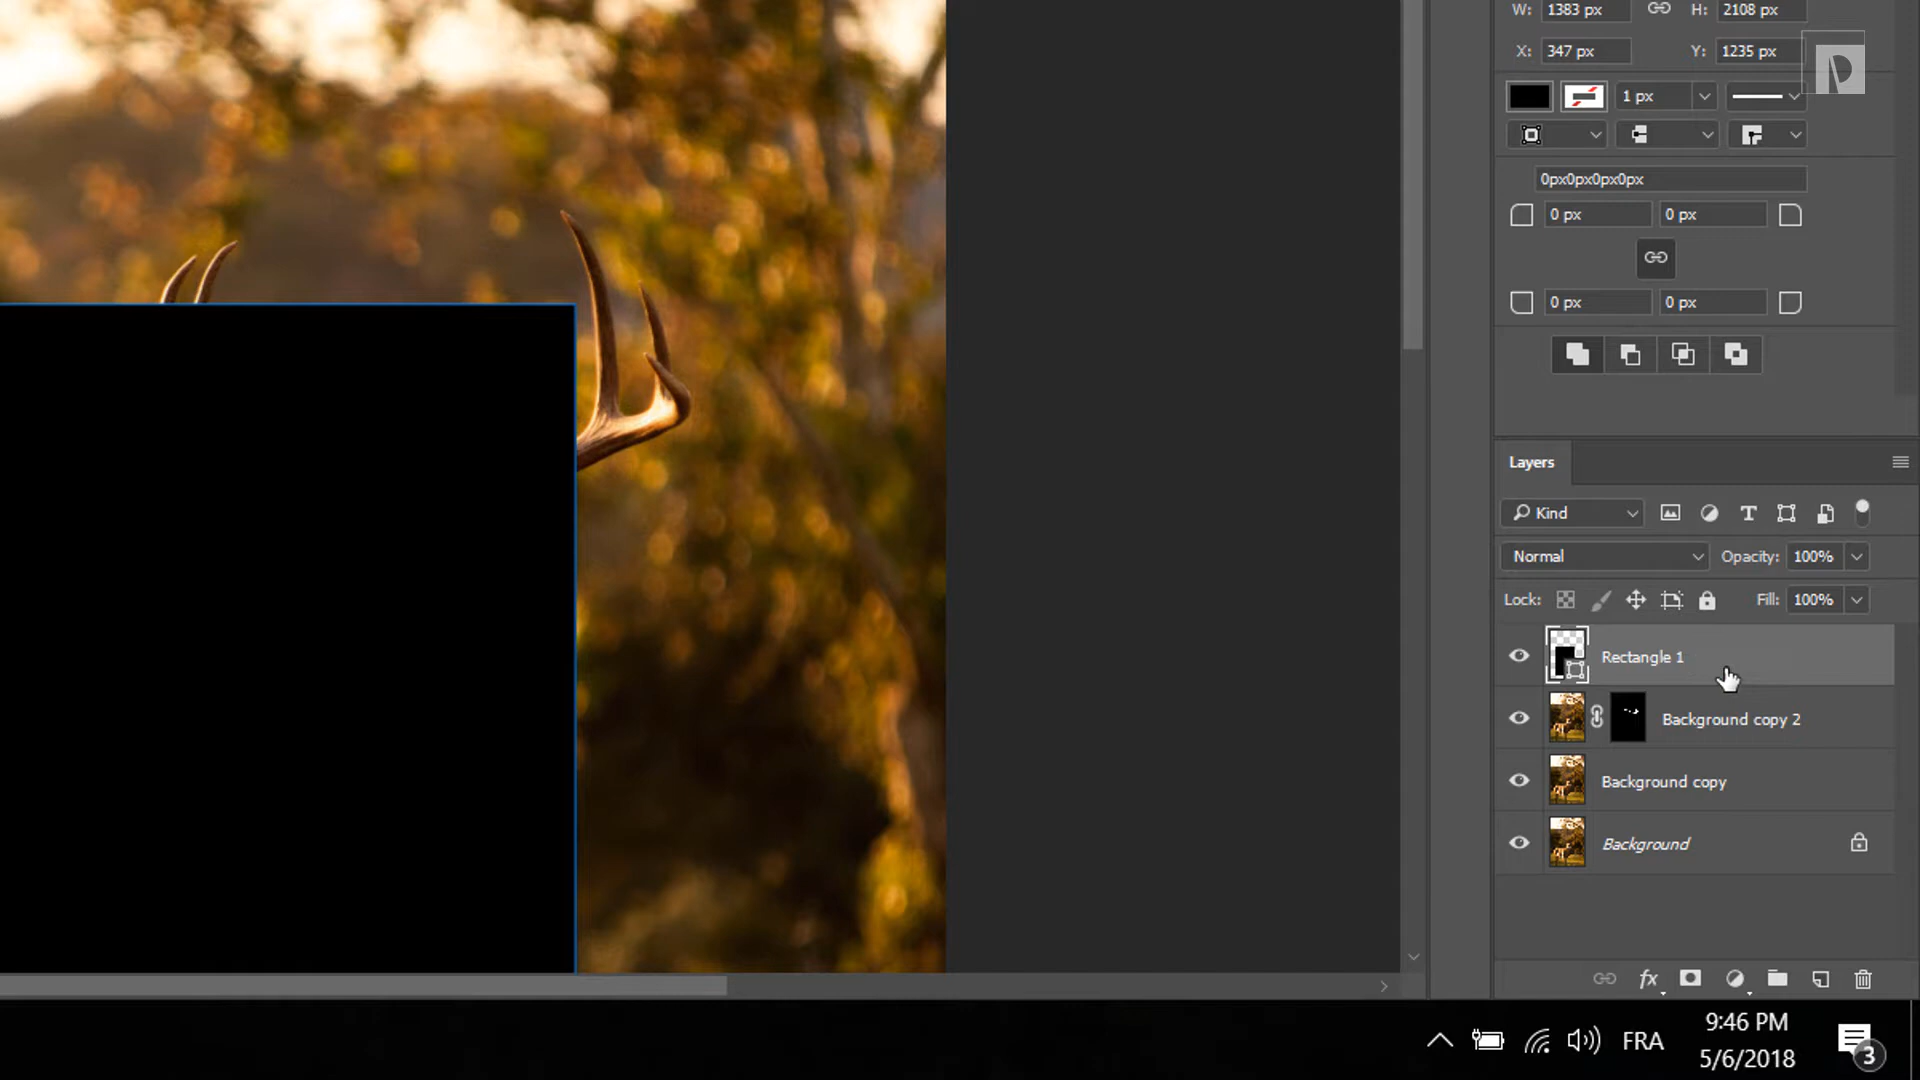 W: 1383 px H: 2108 px
X: 347 px Y: 1235 px
1 px
0px0px0px0px
0 px 0 px
0 px 0 px
Layers
Kind
Normal Opacity: 100%
Lock: Fill: 100%
Rectangle 1
Background copy 2
Background copy
Background
fx
FRA
9:46 PM
5/6/2018
3